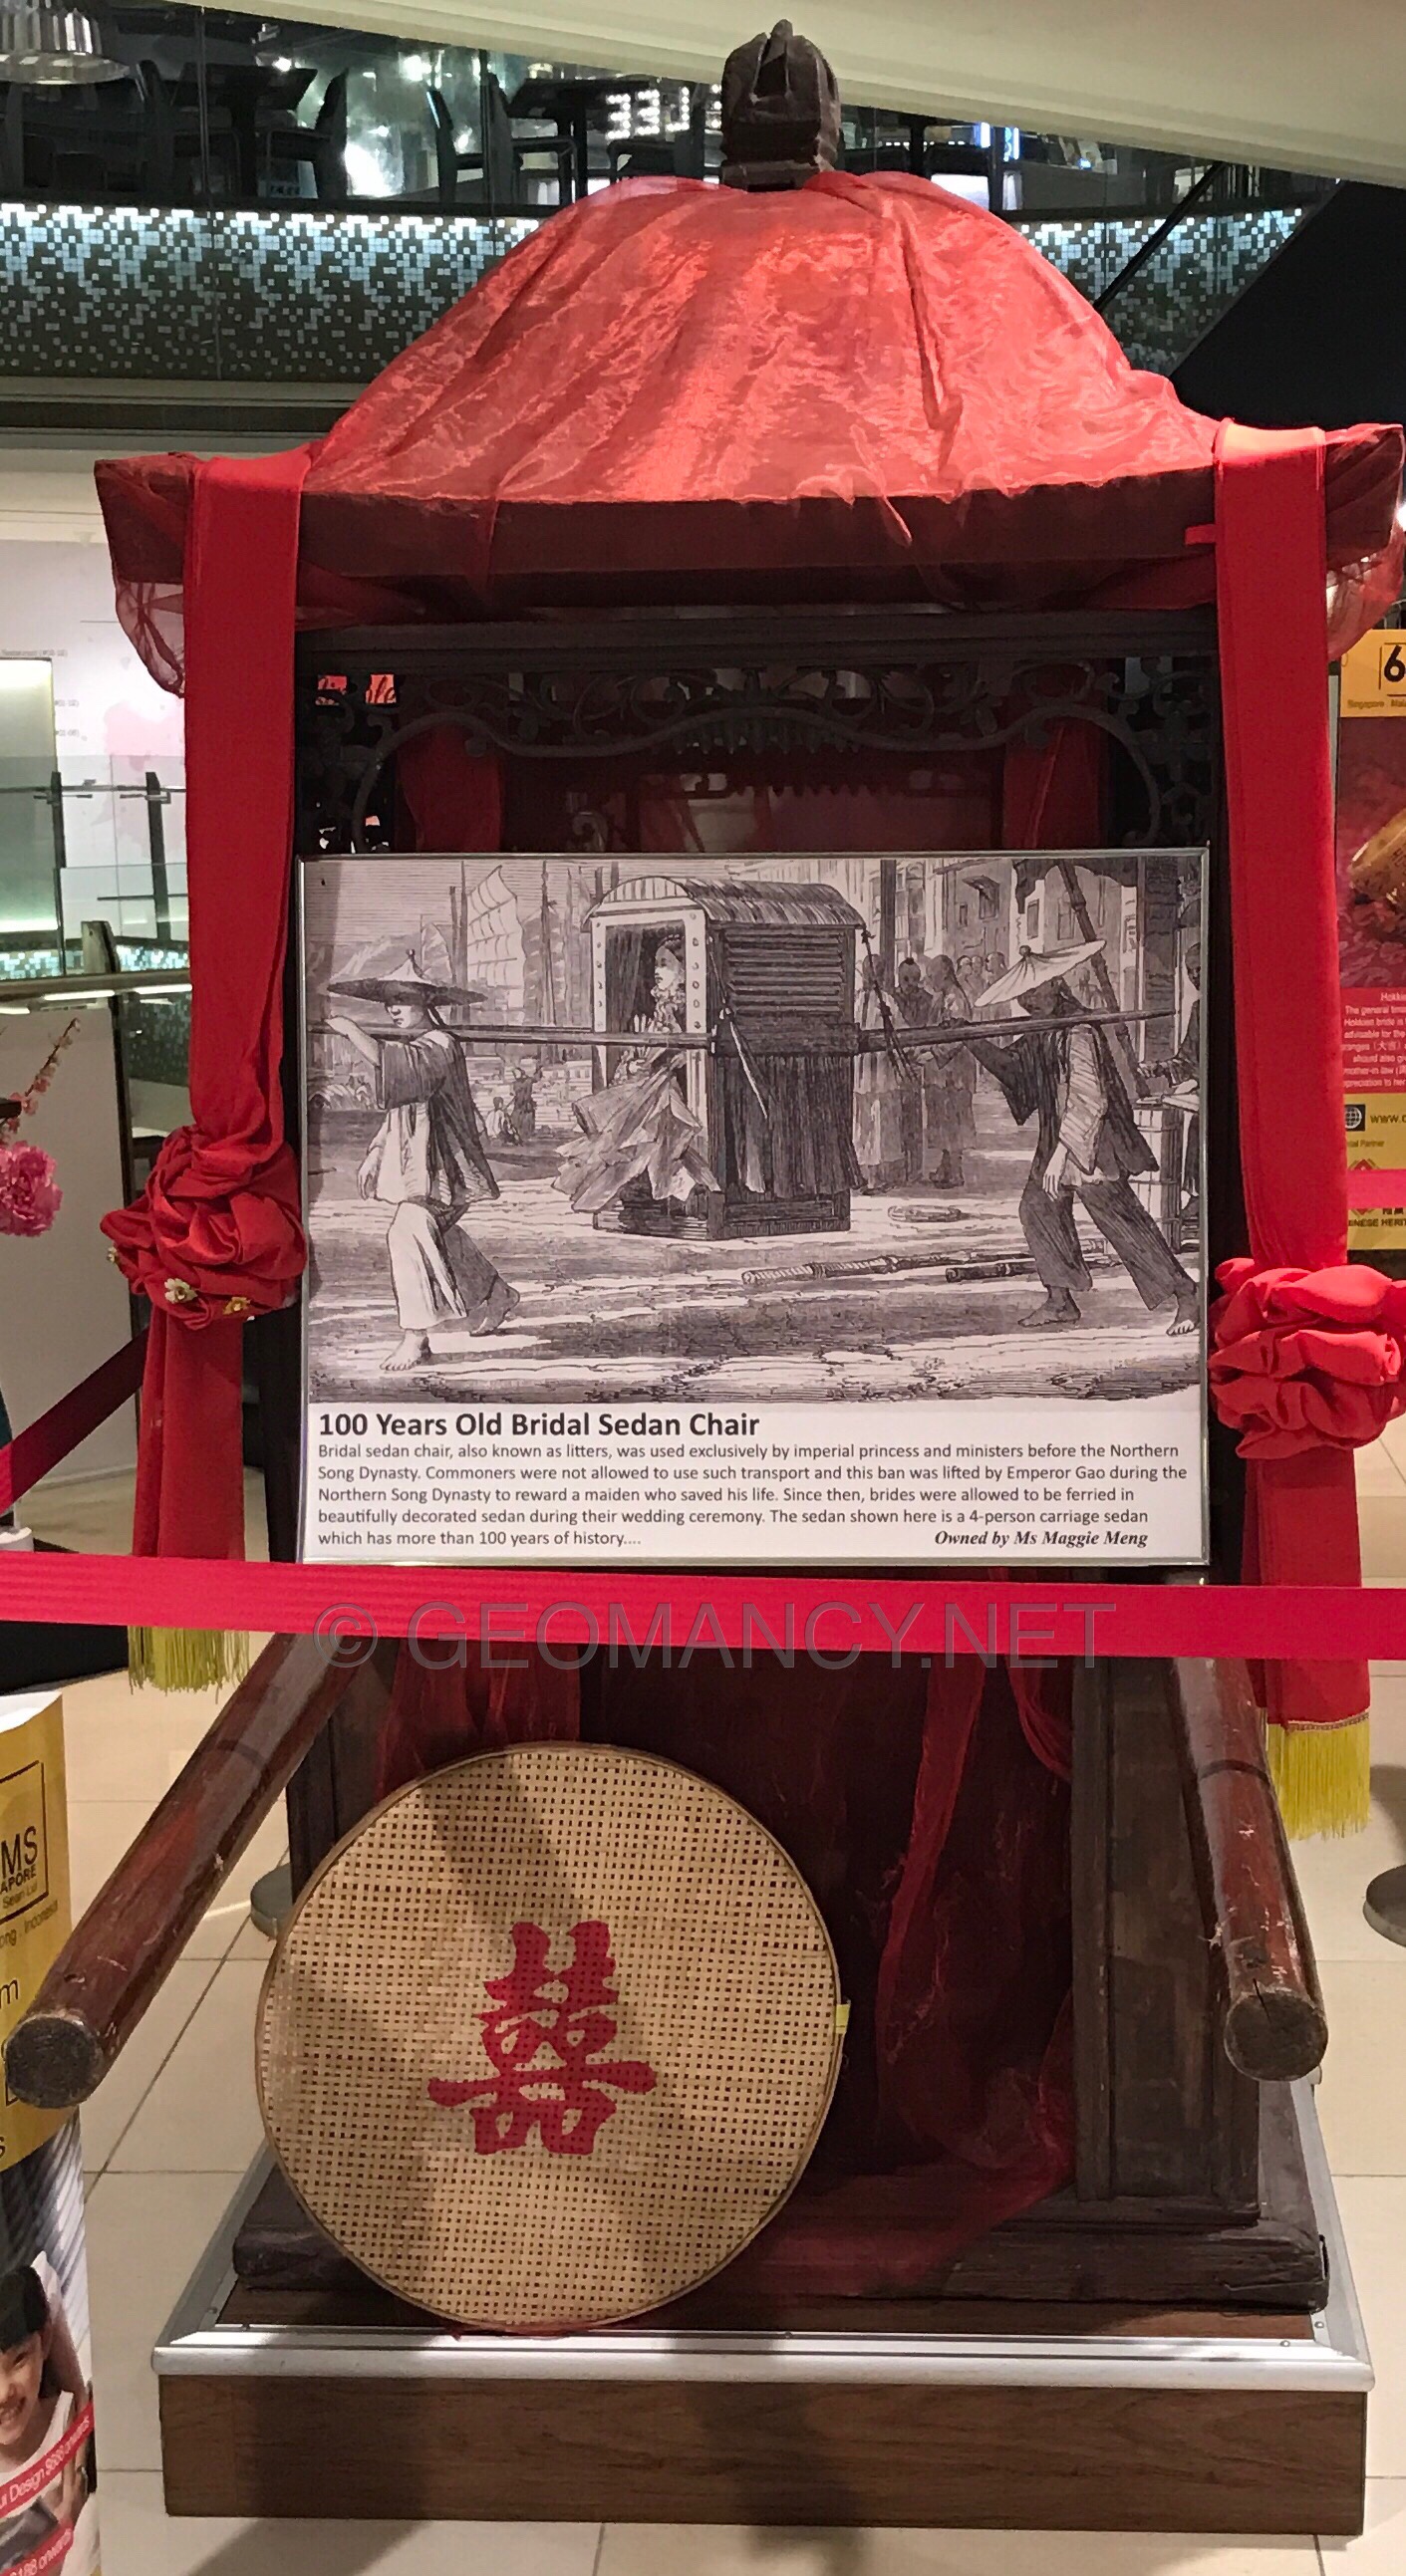 6
100 Years Old Bridal Sedan Chair
Bridal sedan chair, also known as litters, was used exclusively by imperial princess and ministers before the Northern
Song Dynasty. Commoners were not allowed to use such transport and this ban was lifted by Emperor Gao during the
Northern Song Dynasty to reward a maiden who saved his life. Since then, brides were allowed to be ferried in
beautifully decorated sedan during their wedding ceremony. The sedan shown here is a 4-person carriage sedan
which has more than 100 years of history....
Owned by Ms Maggie Meng
© GEOMANCY.NET
MS
APORE
囍